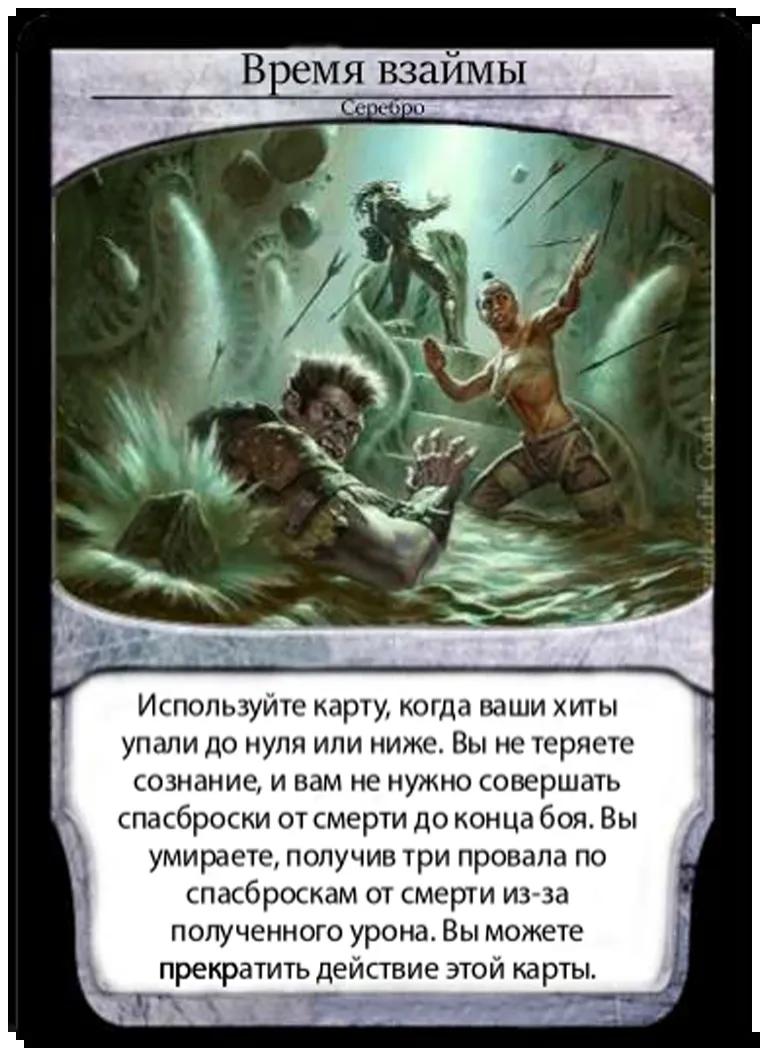 Время взаймы
Серебро
Используйте карту, когда ваши хиты
упали до нуля или ниже. Вы не теряете
сознание, и вам не нужно совершать
спасброски от смерти до конца боя. Вы
умираете, получив три провала по
спасброскам от смерти из-за
полученного урона. Вы можете
прекратить действие этой карты.